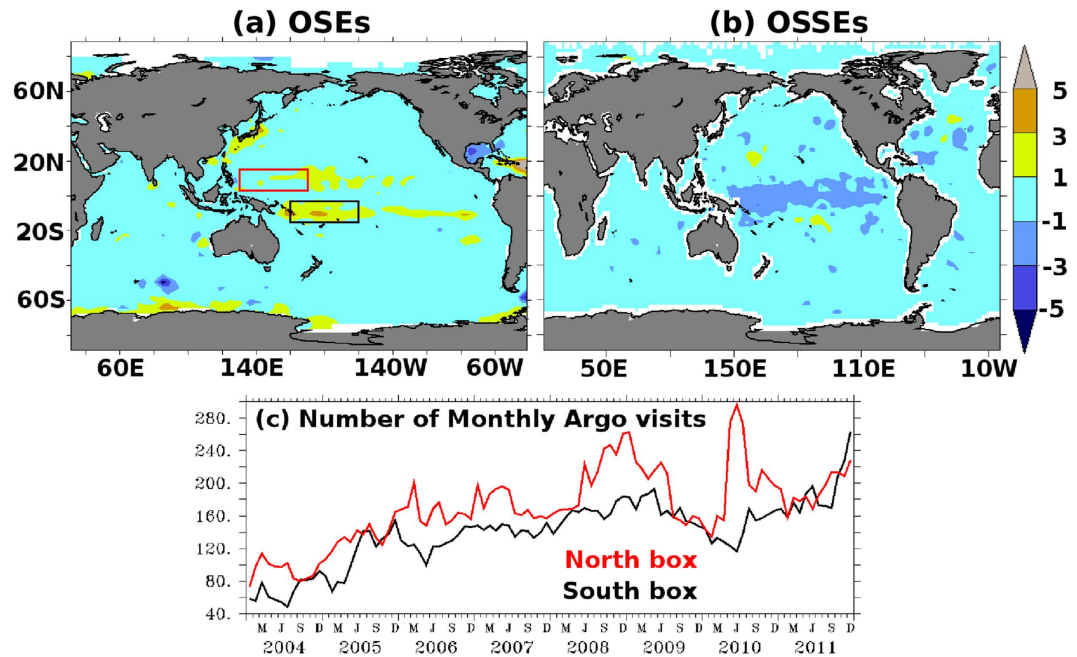 (a) OSEs (b) OSSEs
60N
20N
20S
60S
5
3
1
-1
-3
-5
60E 140E 140W 60W 50E 150E 110E 10W
(c) Number of Monthly Argo visits
280.
240.
200.
160.
120.
80.
40.
North box
South box
M J S D M J S D M J S D M J S D M J S D M J S D M J S D M J S D
2004 2005 2006 2007 2008 2009 2010 2011